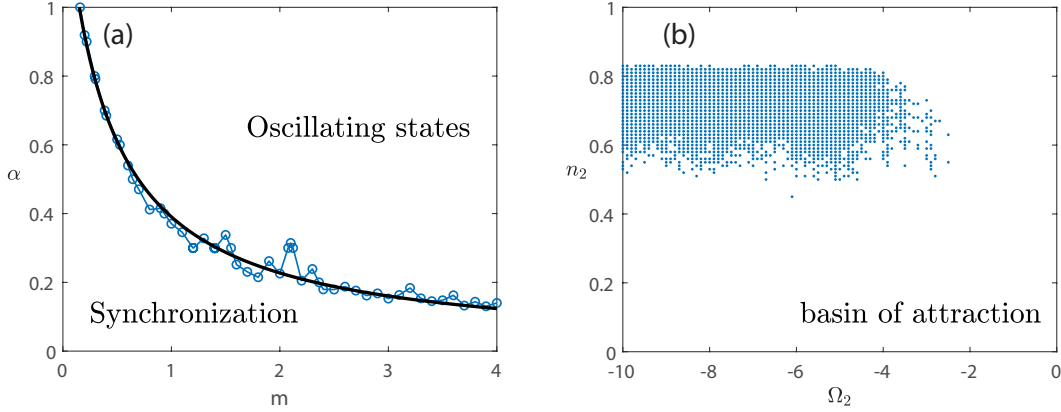 (a)
1
0.8
0.6
0.4
0.2
0
α
Oscillating states
Synchronization
0 1 2 3 4
m
(b)
1
0.8
0.6
0.4
0.2
0
n₂
basin of attraction
-10 -8 -6 -4 -2 0
Ω₂